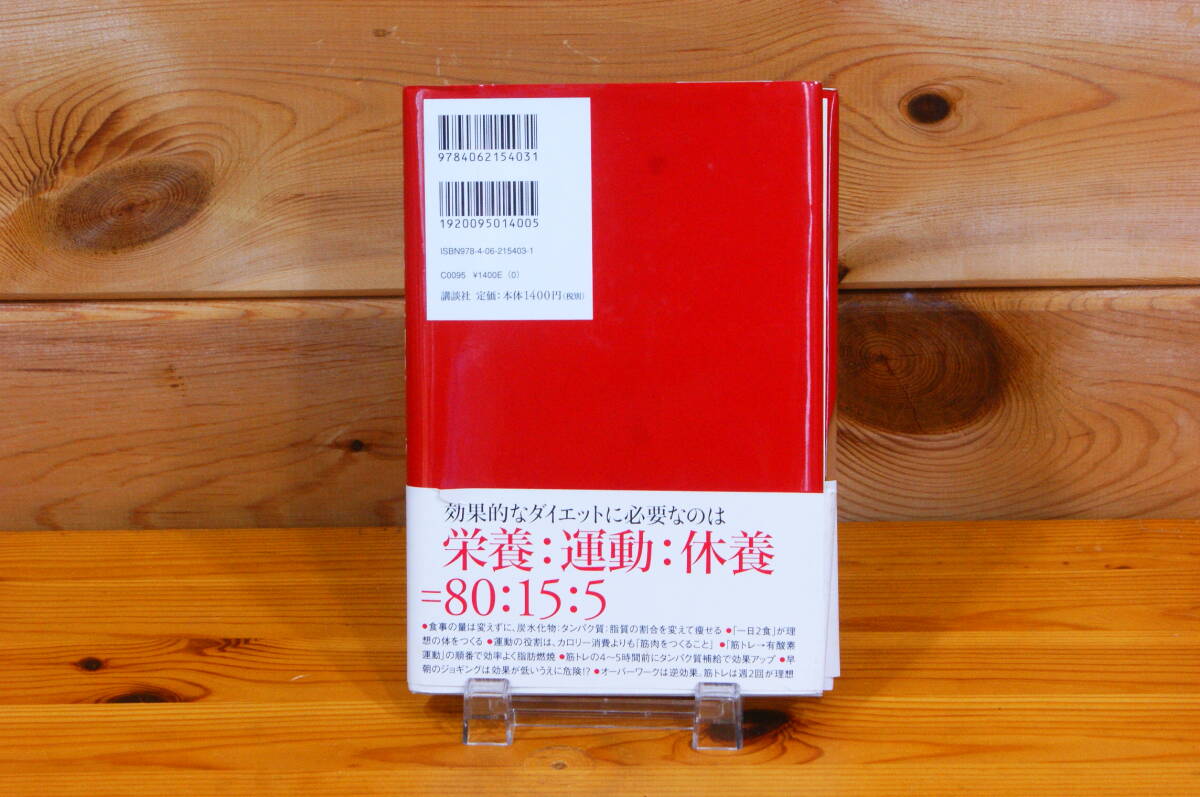 9784062154031
1920095014005
ISBN978-4-06-215403-1
C0095 ¥1400E (0)
講談社 定価:本体1400円(税別)
効果的なダイエットに必要なのは
栄養:運動:休養
=80:15:5
●食事の量は変えずに、炭水化物:タンパク質:脂質の割合を変えて痩せる ●「一日2食」が理
想の体をつくる ●運動の役割は、カロリー消費よりも「筋肉をつくること」 ●「筋トレ→有酸素
運動」の順番で効率よく脂肪燃焼 ●筋トレの4〜5時間前にタンパク質補給で効果アップ ●早
朝のジョギングは効果が低いうえに危険!? ●オーバーワークは逆効果。筋トレは週2回が理想